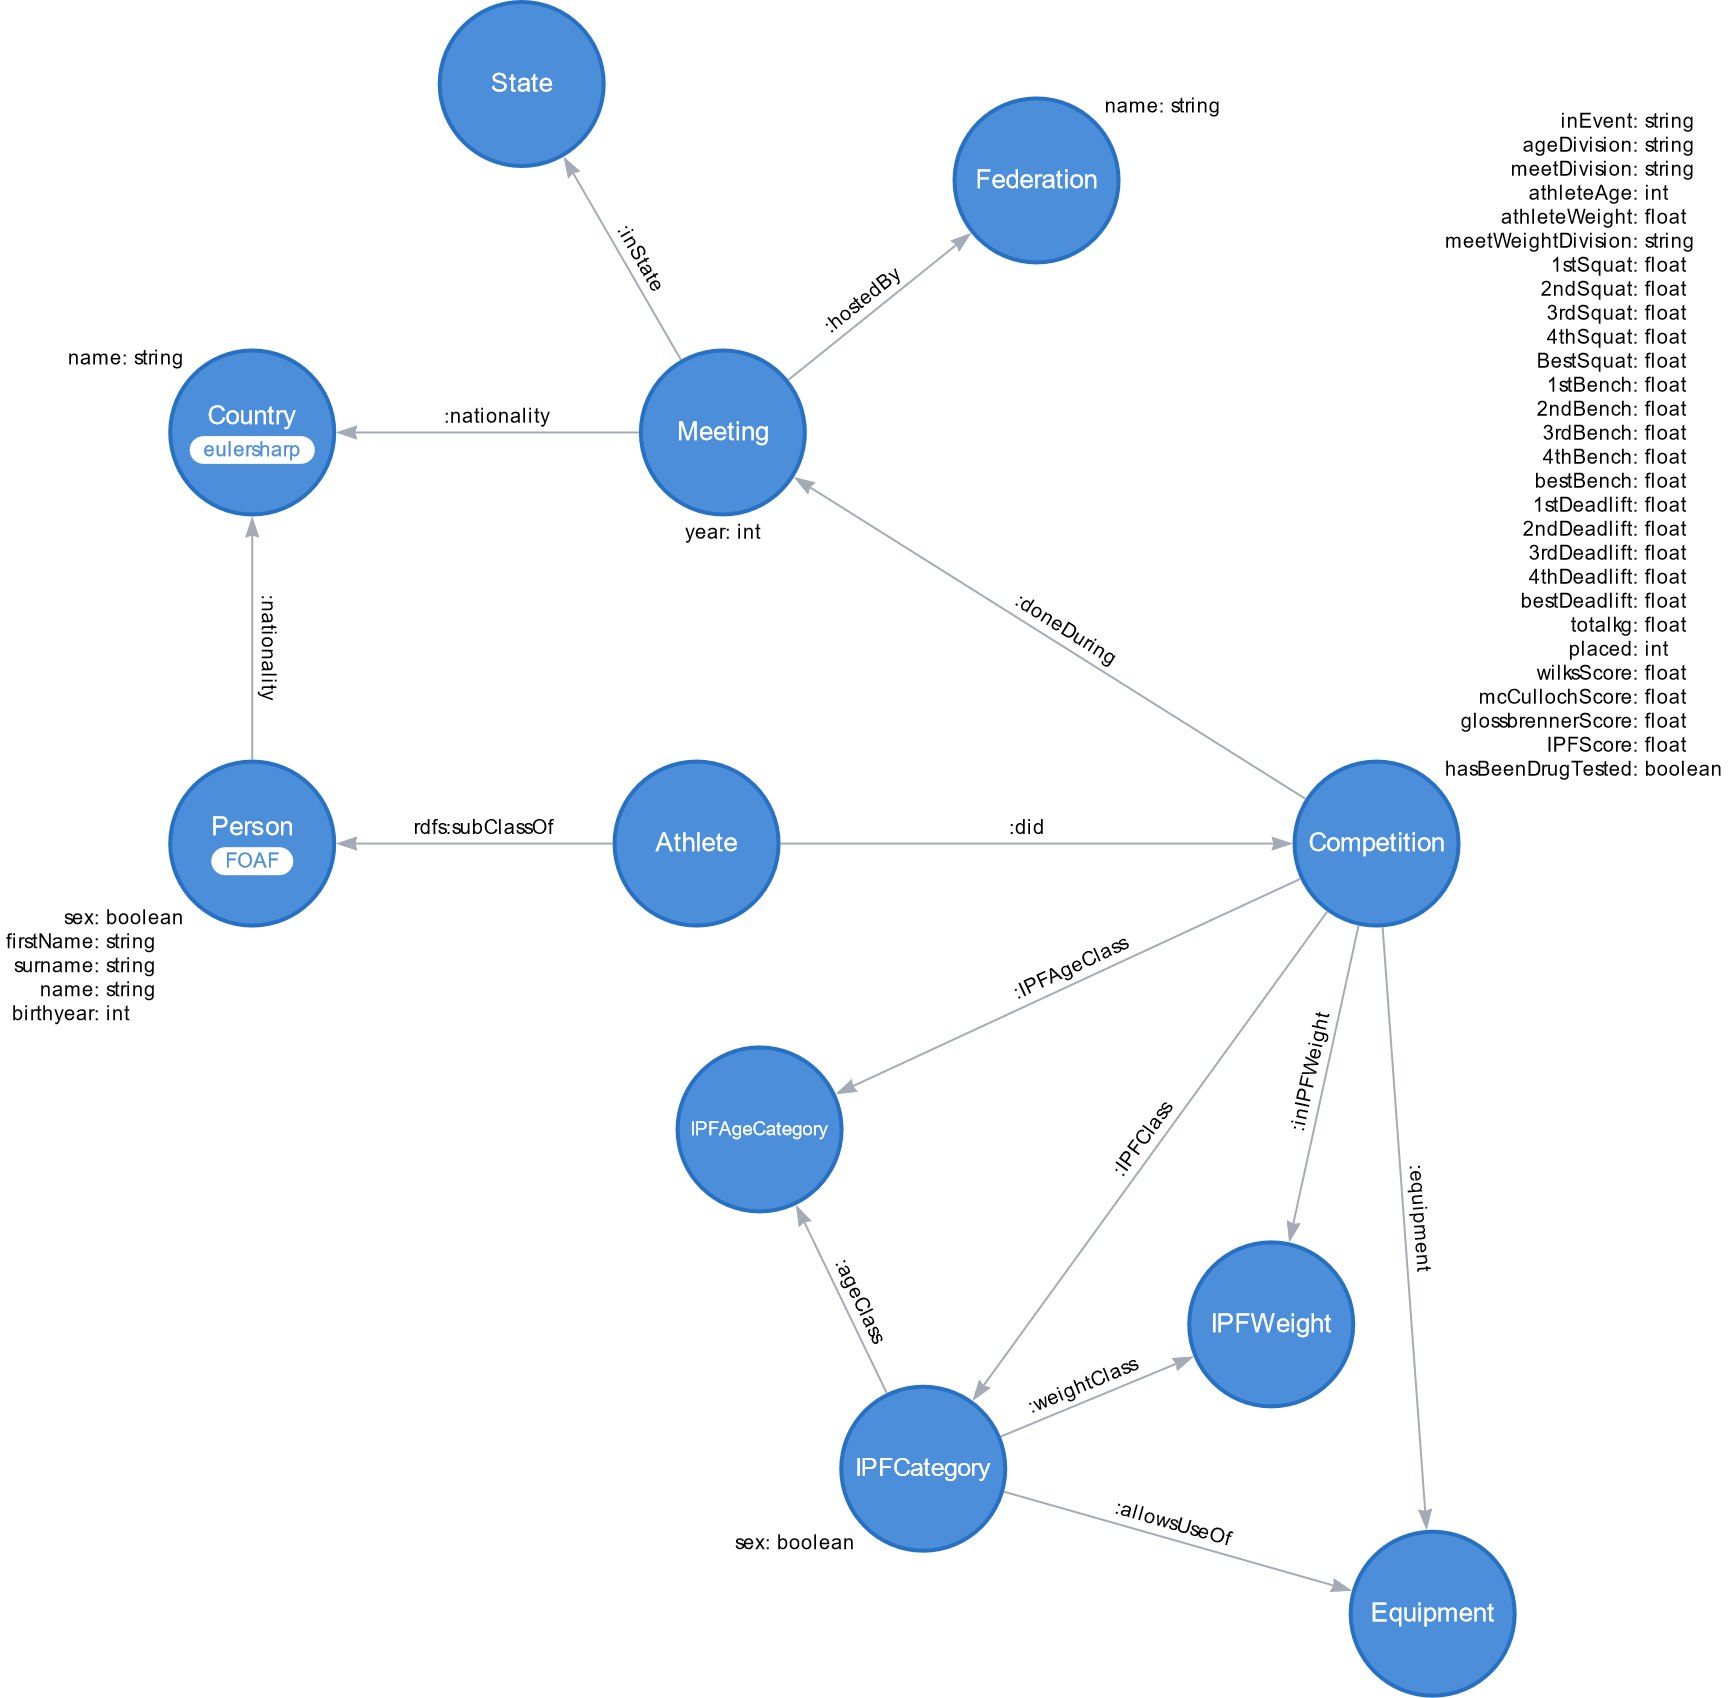 State
name: string
Federation
inEvent: string
ageDivision: string
meetDivision: string
athleteAge: int
athleteWeight: float
meetWeightDivision: string
1stSquat: float
2ndSquat: float
3rdSquat: float
4thSquat: float
BestSquat: float
1stBench: float
2ndBench: float
3rdBench: float
4thBench: float
bestBench: float
1stDeadlift: float
2ndDeadlift: float
3rdDeadlift: float
4thDeadlift: float
bestDeadlift: float
totalkg: float
placed: int
wilksScore: float
mcCullochScore: float
glossbrennerScore: float
IPFScore: float
hasBeenDrugTested: boolean
:inState
:hostedBy
name: string
Country
eulersharp
:nationality
Meeting
year: int
:nationality
:doneDuring
Person
FOAF
rdfs:subClassOf
Athlete
:did
Competition
sex: boolean
firstName: string
surname: string
name: string
birthyear: int
:IPFAgeClass
:IPFClass
:inIPFWeight
:equipment
IPFAgeCategory
:ageClass
IPFWeight
:weightClass
IPFCategory
sex: boolean
:allowsUseOf
Equipment